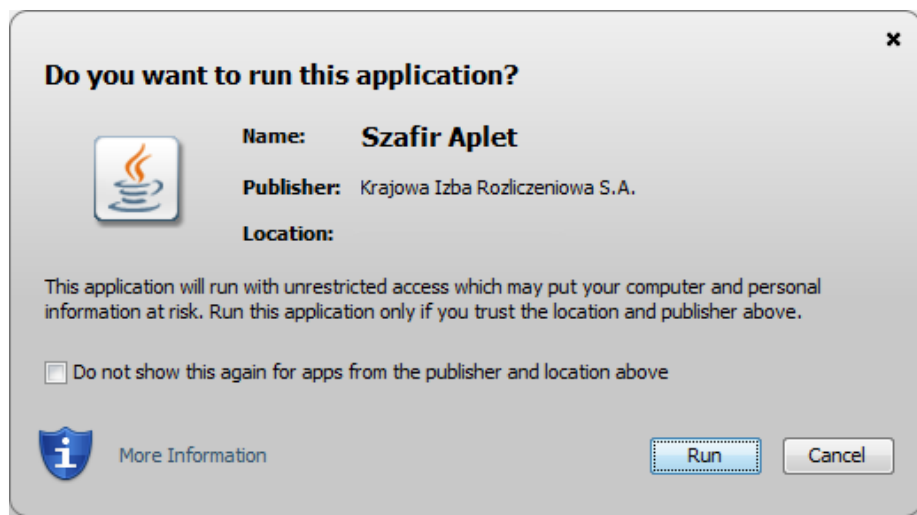 Do you want to run this application?
Name: Szafir Aplet
Publisher: Krajowa Izba Rozliczeniowa S.A.
Location:
This application will run with unrestricted access which may put your computer and personal
information at risk. Run this application only if you trust the location and publisher above.
Do not show this again for apps from the publisher and location above
More Information
Run
Cancel